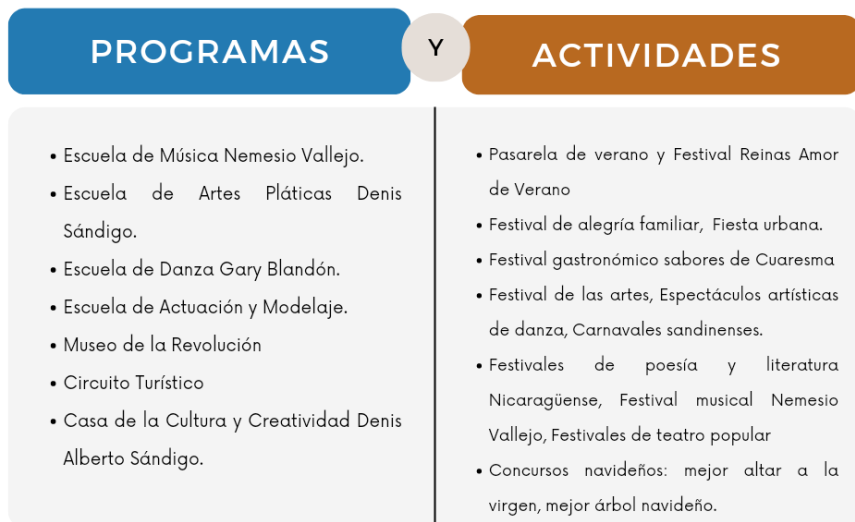 PROGRAMAS
Y
ACTIVIDADES
• Escuela de Música Nemesio Vallejo.
• Escuela de Artes Pláticas Denis
Sándigo.
• Escuela de Danza Gary Blandón.
• Escuela de Actuación y Modelaje.
• Museo de la Revolución
• Circuito Turístico
• Casa de la Cultura y Creatividad Denis
Alberto Sándigo.
• Pasarela de verano y Festival Reinas Amor
de Verano
• Festival de alegría familiar, Fiesta urbana.
• Festival gastronómico sabores de Cuaresma
• Festival de las artes, Espectáculos artísticas
de danza, Carnavales sandinenses.
• Festivales de poesía y literatura
Nicaragüense, Festival musical Nemesio
Vallejo, Festivales de teatro popular
• Concursos navideños: mejor altar a la
virgen, mejor árbol navideño.